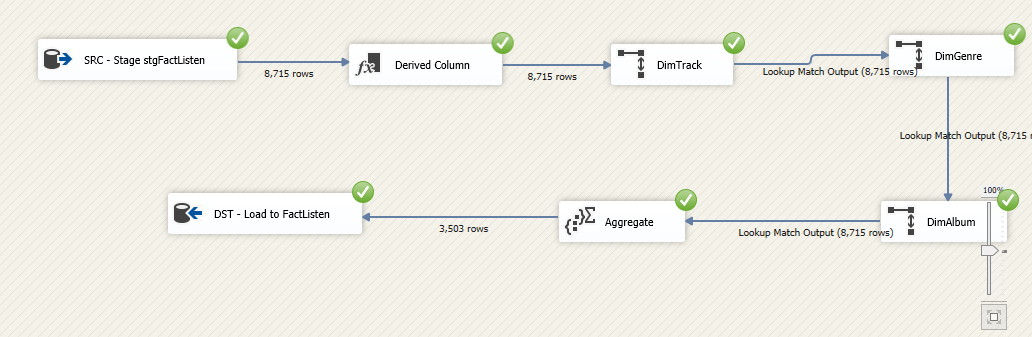 SRC - Stage stgFactListen
8,715 rows
Derived Column
8,715 rows
DimTrack
Lookup Match Output (8,715 rows)
DimGenre
Lookup Match Output (8,715
100%
DimAlbum
Lookup Match Output (8,715 rows)
Aggregate
3,503 rows
DST - Load to FactListen